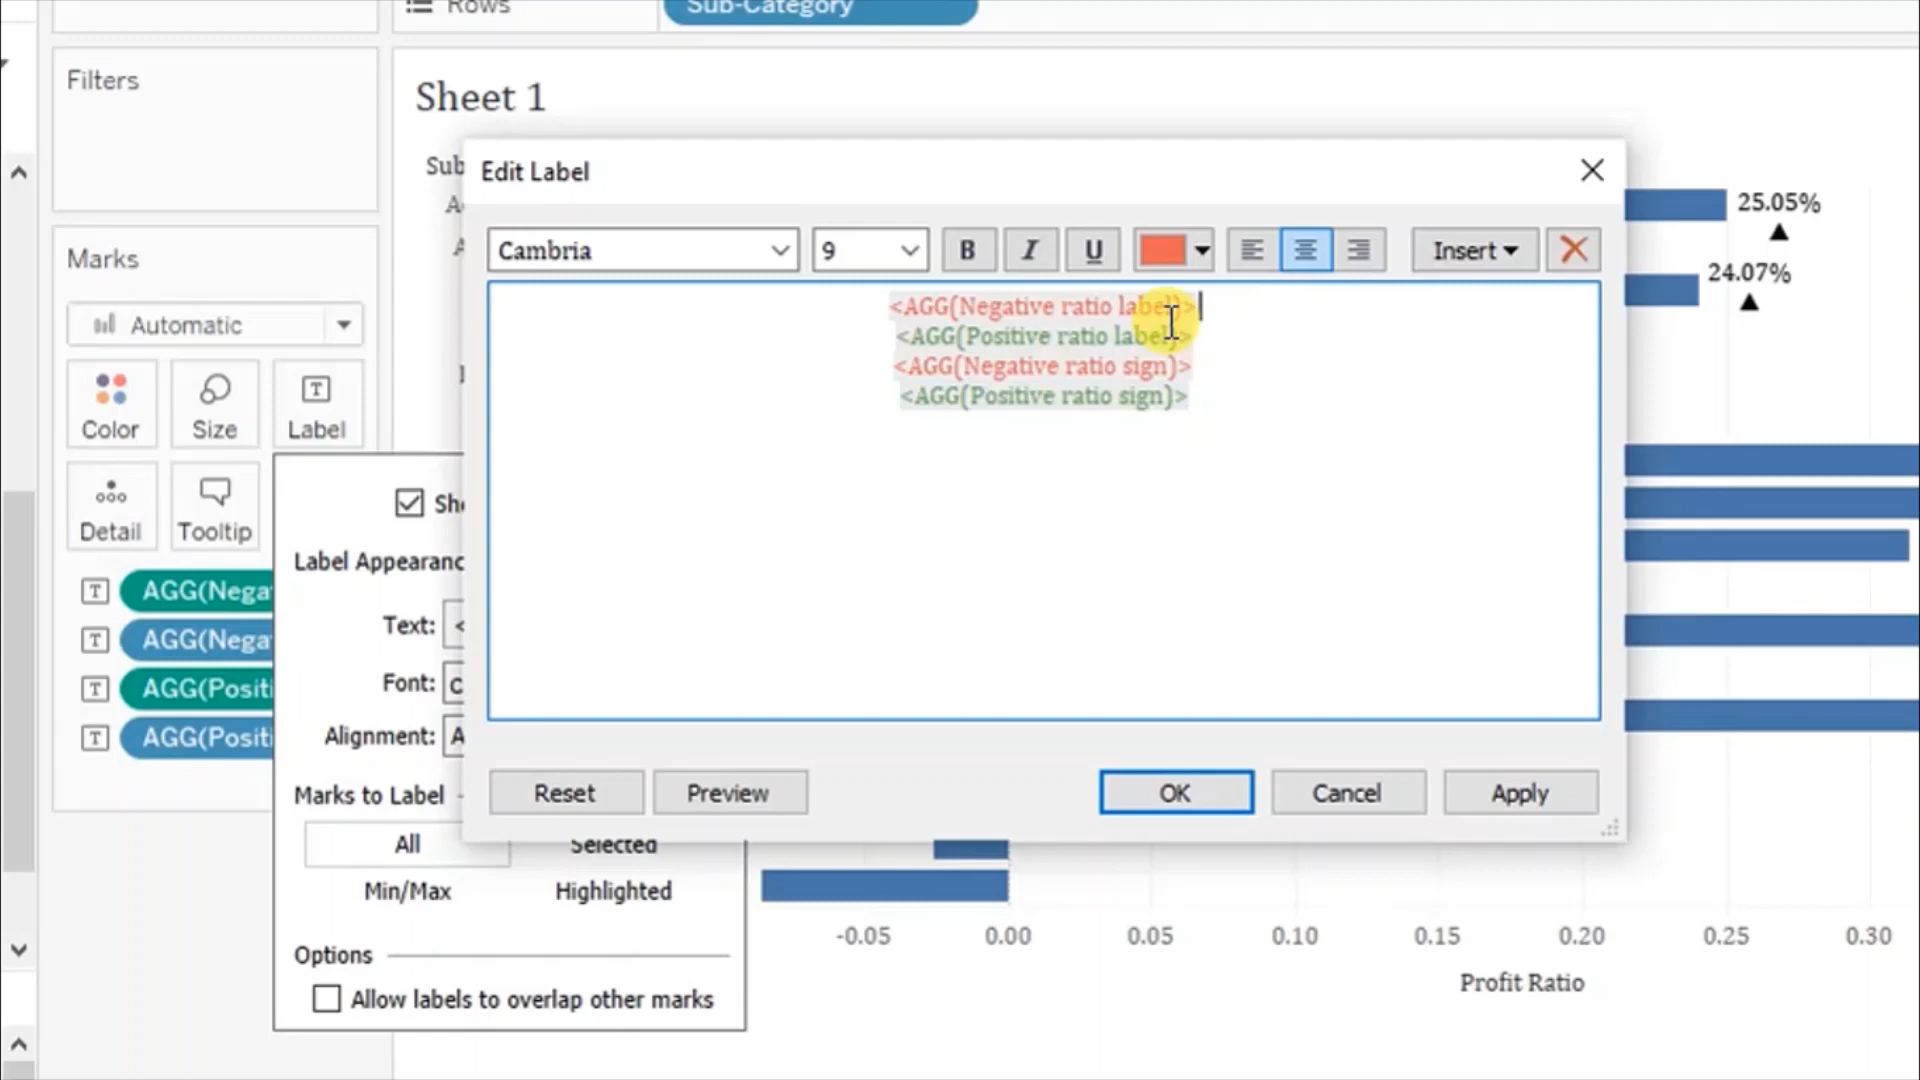 Rows
Sub-Category
Filters
Sheet 1
Sub
Edit Label
25.05%
▲
24.07%
▲
Cambria
9
B
I
U
Insert
<AGG(Negative ratio label)>
<AGG(Positive ratio label)>
<AGG(Negative ratio sign)>
<AGG(Positive ratio sign)>
Marks
Automatic
Color
Size
Label
Detail
Tooltip
AGG(Nega
AGG(Nega
AGG(Positi
AGG(Positi
Label Appearanc
Text:
Font:
Alignment:
Marks to Label
All
Selected
Min/Max
Highlighted
Options
Allow labels to overlap other marks
Reset
Preview
OK
Cancel
Apply
-0.05
0.00
0.05
0.10
0.15
0.20
0.25
0.30
Profit Ratio